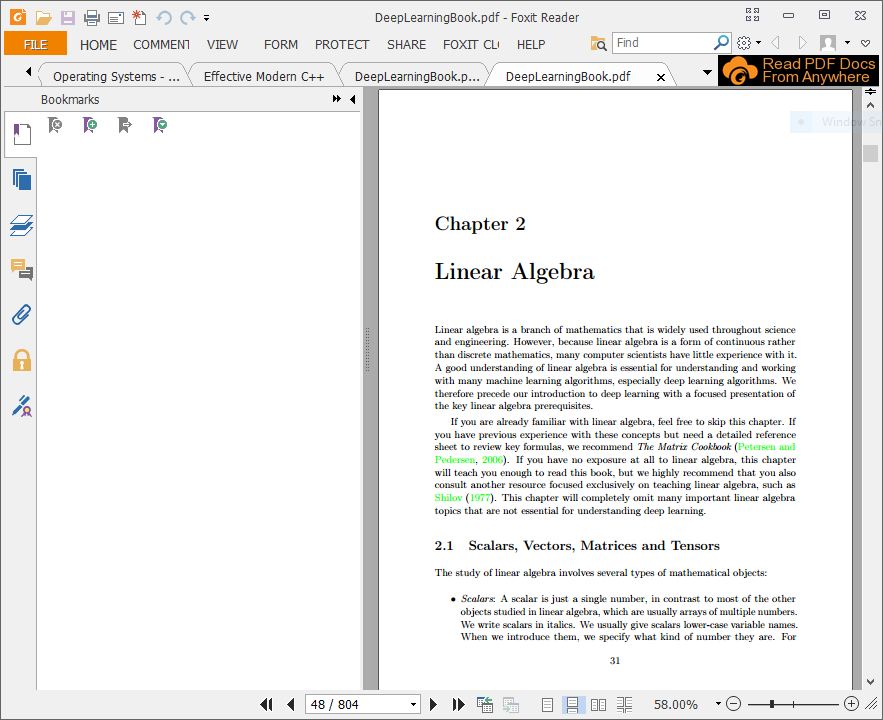 DeepLearningBook.pdf - Foxit Reader
FILE HOME COMMENT VIEW FORM PROTECT SHARE FOXIT CL HELP Find
Operating Systems - ... Effective Modern C++ DeepLearningBook.p... DeepLearningBook.pdf
Read PDF Docs
From Anywhere
Bookmarks
Window Sn
Chapter 2
Linear Algebra
Linear algebra is a branch of mathematics that is widely used throughout science
and engineering. However, because linear algebra is a form of continuous rather
than discrete mathematics, many computer scientists have little experience with it.
A good understanding of linear algebra is essential for understanding and working
with many machine learning algorithms, especially deep learning algorithms. We
therefore precede our introduction to deep learning with a focused presentation of
the key linear algebra prerequisites.
If you are already familiar with linear algebra, feel free to skip this chapter. If
you have previous experience with these concepts but need a detailed reference
sheet to review key formulas, we recommend The Matrix Cookbook (Petersen and
Pedersen, 2006). If you have no exposure at all to linear algebra, this chapter
will teach you enough to read this book, but we highly recommend that you also
consult another resource focused exclusively on teaching linear algebra, such as
Shilov (1977). This chapter will completely omit many important linear algebra
topics that are not essential for understanding deep learning.
2.1 Scalars, Vectors, Matrices and Tensors
The study of linear algebra involves several types of mathematical objects:
• Scalars: A scalar is just a single number, in contrast to most of the other
objects studied in linear algebra, which are usually arrays of multiple numbers.
We write scalars in italics. We usually give scalars lower-case variable names.
When we introduce them, we specify what kind of number they are. For
31
48 / 804 58.00%